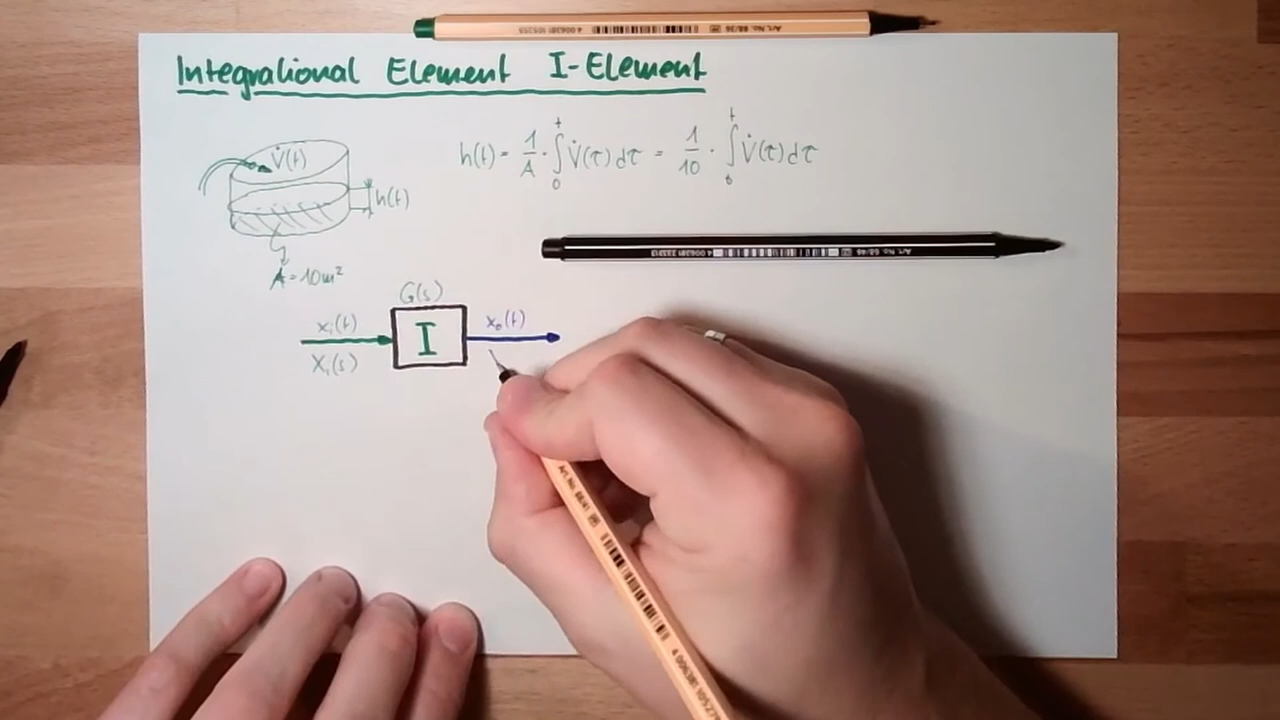 Integrational Element I-Element
V̇(t)
h(t) = 1/A · ∫₀ᵗ V̇(τ) dτ = 1/10 · ∫₀ᵗ V̇(τ) dτ
h(t)
A = 10m²
G(s)
xᵢ(t) I xₒ(t)
Xᵢ(s)